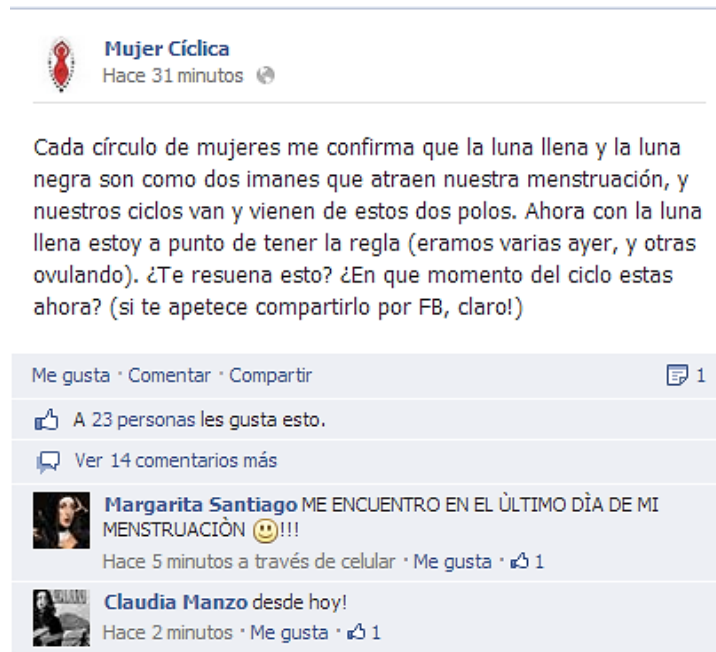 Mujer Cíclica
Hace 31 minutos
Cada círculo de mujeres me confirma que la luna llena y la luna
negra son como dos imanes que atraen nuestra menstruación, y
nuestros ciclos van y vienen de estos dos polos. Ahora con la luna
llena estoy a punto de tener la regla (eramos varias ayer, y otras
ovulando). ¿Te resuena esto? ¿En que momento del ciclo estas
ahora? (si te apetece compartirlo por FB, claro!)
Me gusta · Comentar · Compartir 1
A 23 personas les gusta esto.
Ver 14 comentarios más
Margarita Santiago ME ENCUENTRO EN EL ÙLTIMO DÌA DE MI
MENSTRUACIÒN !!!
Hace 5 minutos a través de celular · Me gusta · 1
Claudia Manzo desde hoy!
Hace 2 minutos · Me gusta · 1